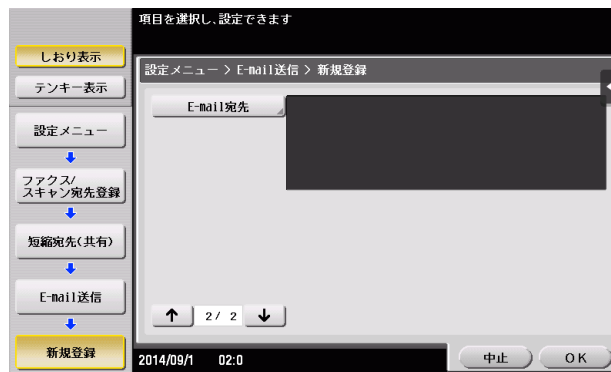 項目を選択し、設定できます
しおり表示
テンキー表示
設定メニュー
ファクス/
スキャン宛先登録
短縮宛先(共有)
E-mail送信
新規登録
設定メニュー > E-mail送信 > 新規登録
E-mail宛先
↑ 2/ 2 ↓
2014/09/1 02:0
中止 OK